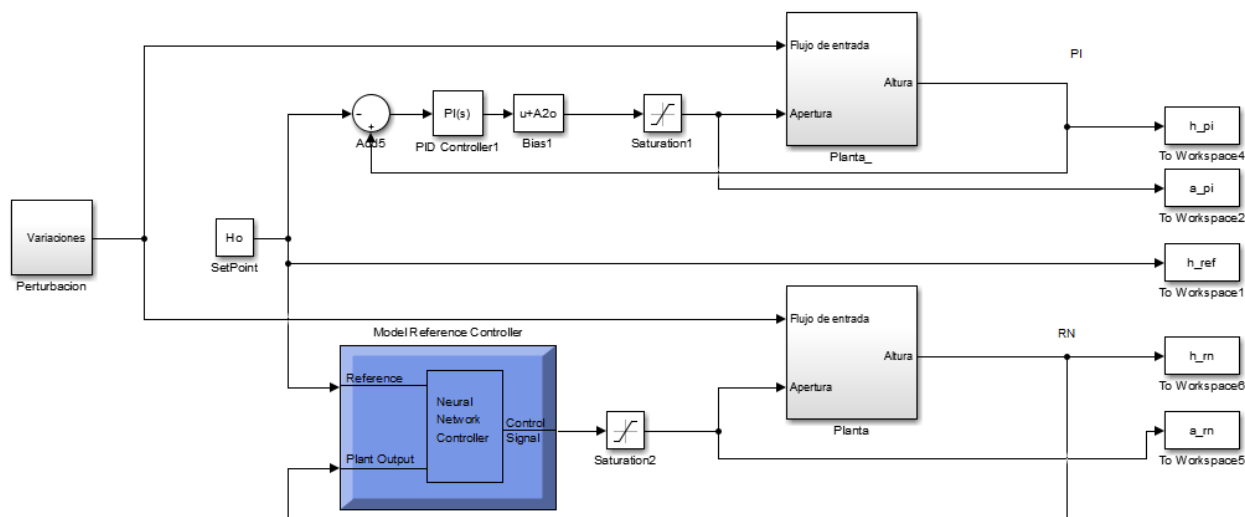 Flujo de entrada
PI
Altura
Apertura
Planta_
-
+
Add5
PI(s)
PID Controller1
u+A2o
Bias1
Saturation1
h_pi
To Workspace4
a_pi
To Workspace2
Variaciones
Perturbacion
Ho
SetPoint
h_ref
To Workspace1
Model Reference Controller
Reference
Neural
Network
Controller
Control
Signal
Plant Output
Saturation2
Flujo de entrada
RN
Altura
Apertura
Planta
h_rn
To Workspace6
a_rn
To Workspace5